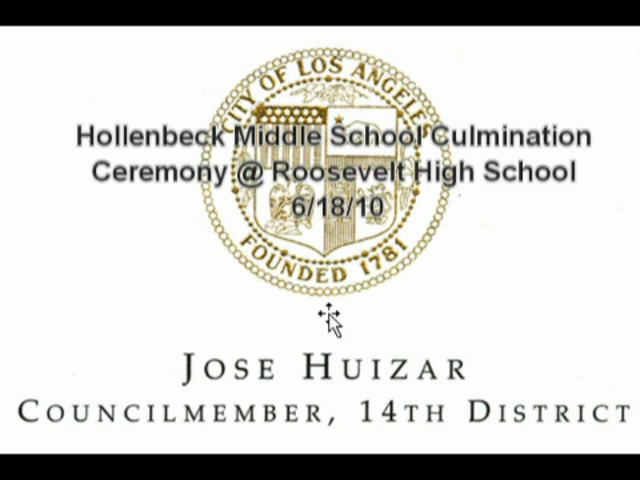 CITY OF LOS ANGELES
Hollenbeck Middle School Culmination
Ceremony @ Roosevelt High School
6/18/10
FOUNDED 1781
JOSE HUIZAR
COUNCILMEMBER, 14TH DISTRICT